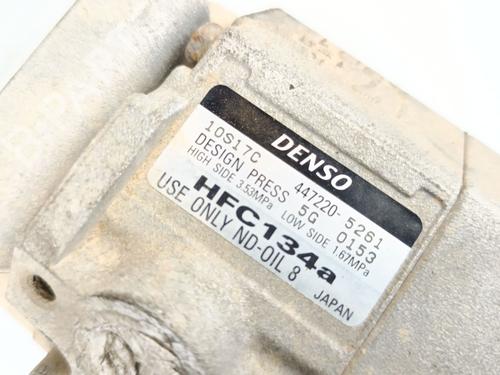 DENSO
10S17C 447220-5261
DESIGN PRESS 5G 0153
HIGH SIDE 3.53MPa LOW SIDE 1.67MPa
HFC134a
USE ONLY ND-OIL 8
JAPAN